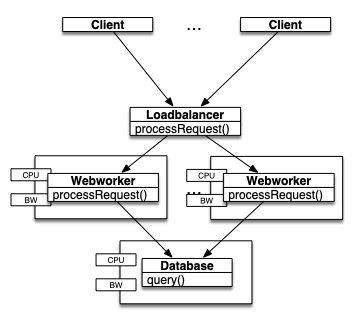 Client ... Client
Loadbalancer
processRequest()
CPU Webworker CPU Webworker
BW processRequest() ... BW processRequest()
CPU Database
BW query()